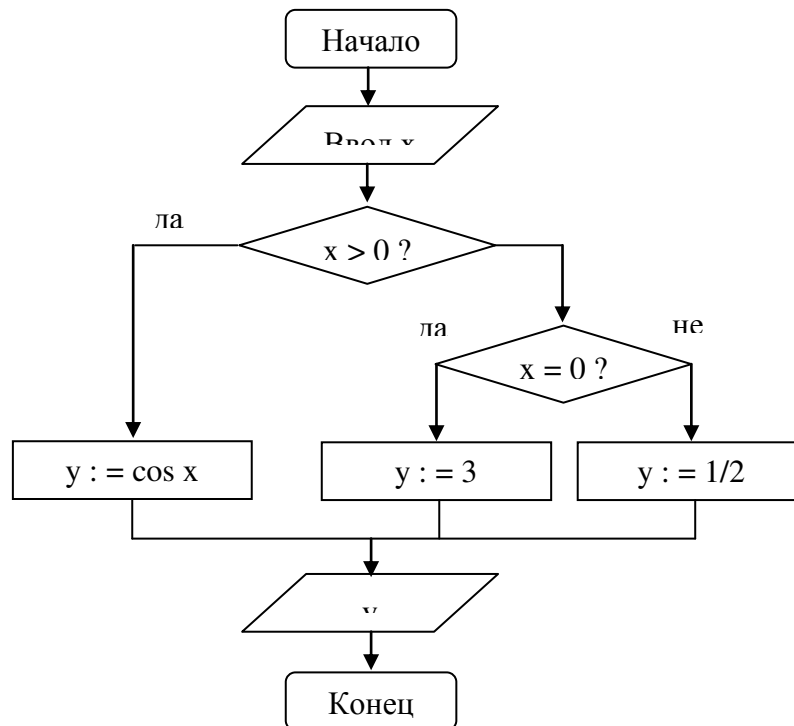 Начало
Ввод x
да
x > 0 ?
да
не
x = 0 ?
y : = cos x
y : = 3
y : = 1/2
y
Конец